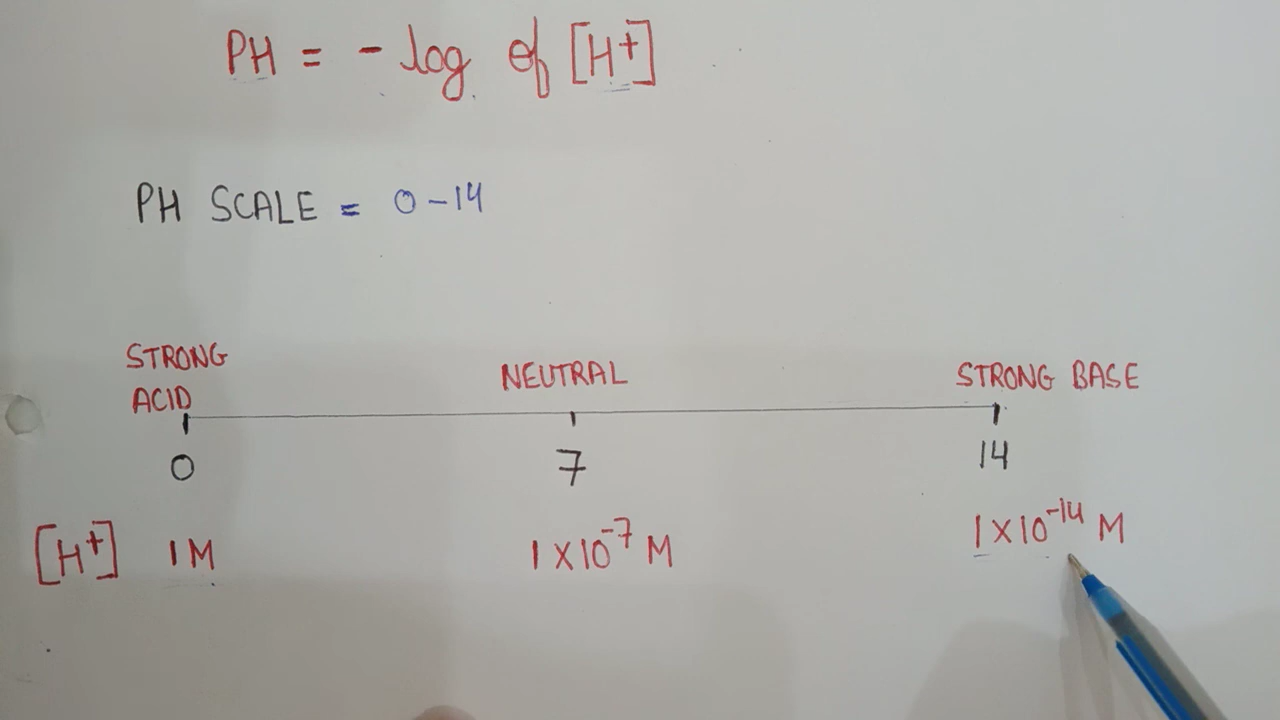 PH = - log of [H⁺]
PH SCALE = 0-14
STRONG ACID NEUTRAL STRONG BASE
0 7 14
[H⁺] 1M 1×10⁻⁷ M 1×10⁻¹⁴ M